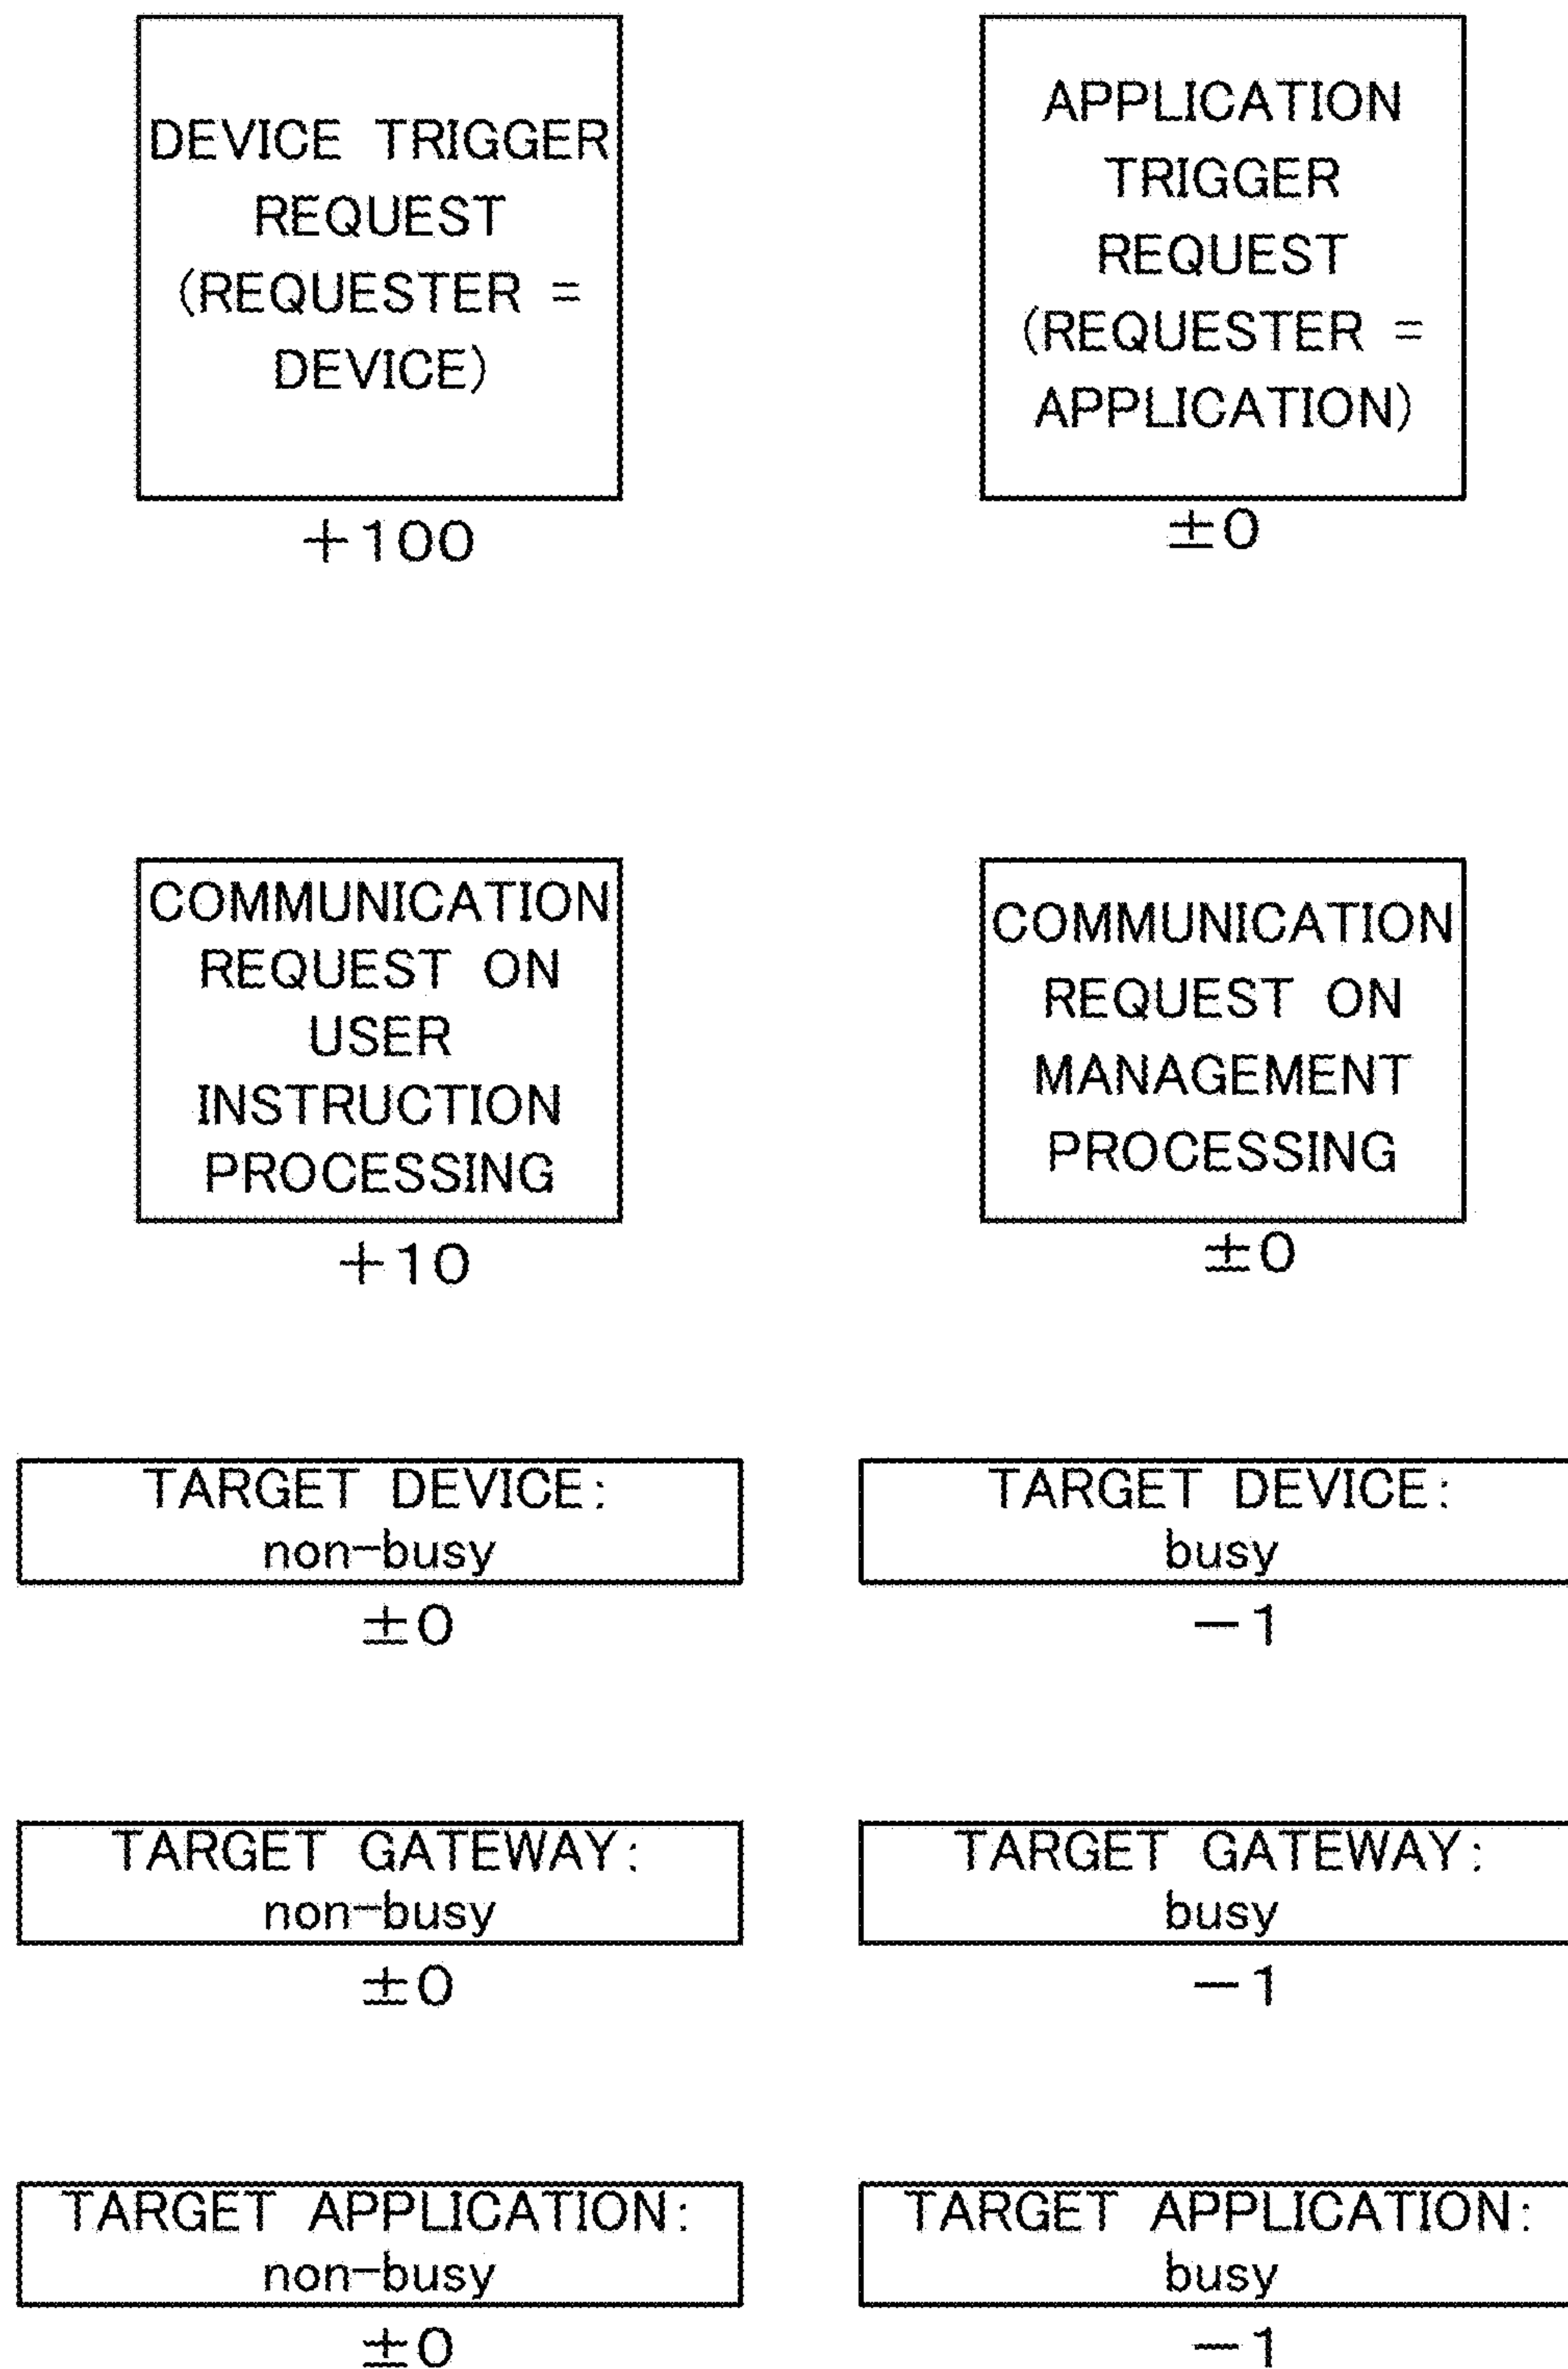 DEVICE TRIGGER
REQUEST
(REQUESTER =
DEVICE)
+100
APPLICATION
TRIGGER
REQUEST
(REQUESTER =
APPLICATION)
±0
COMMUNICATION
REQUEST ON
USER
INSTRUCTION
PROCESSING
+10
COMMUNICATION
REQUEST ON
MANAGEMENT
PROCESSING
±0
TARGET DEVICE:
non-busy
±0
TARGET DEVICE:
busy
−1
TARGET GATEWAY:
non-busy
±0
TARGET GATEWAY:
busy
−1
TARGET APPLICATION:
non-busy
±0
TARGET APPLICATION:
busy
−1